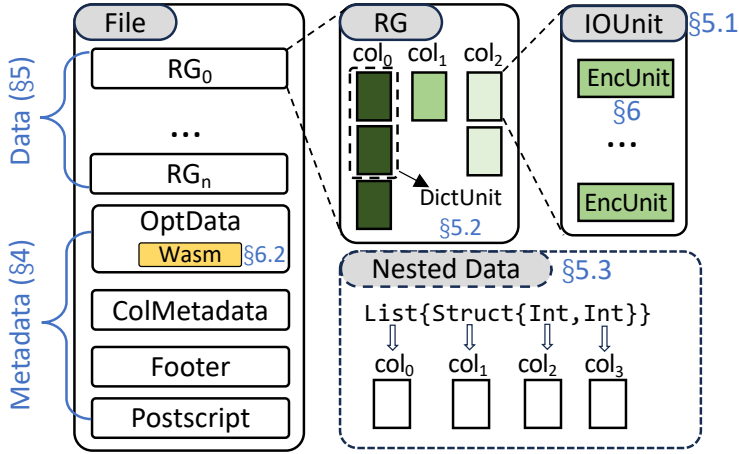 File
Data (§5)
RG0
...
RGn
Metadata (§4)
OptData
Wasm §6.2
ColMetadata
Footer
Postscript
RG
col0 col1 col2
DictUnit
§5.2
IOUnit §5.1
EncUnit
§6
...
EncUnit
Nested Data §5.3
List{Struct{Int,Int}}
col0 col1 col2 col3